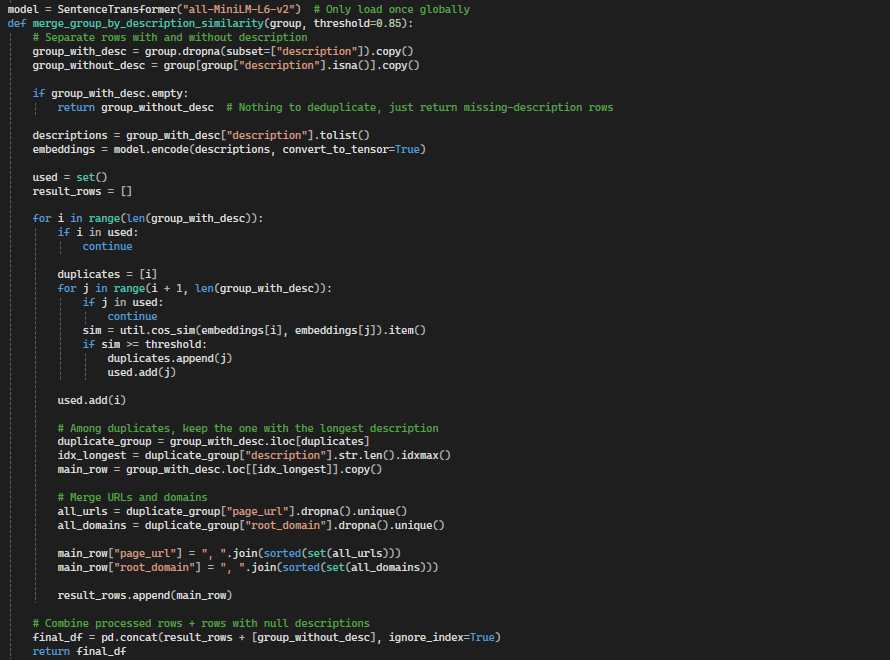 model = SentenceTransformer("all-MiniLM-L6-v2")  # Only load once globally
def merge_group_by_description_similarity(group, threshold=0.85):
    # Separate rows with and without description
    group_with_desc = group.dropna(subset=["description"]).copy()
    group_without_desc = group[group["description"].isna()].copy()

    if group_with_desc.empty:
        return group_without_desc  # Nothing to deduplicate, just return missing-description rows

    descriptions = group_with_desc["description"].tolist()
    embeddings = model.encode(descriptions, convert_to_tensor=True)

    used = set()
    result_rows = []

    for i in range(len(group_with_desc)):
        if i in used:
            continue

        duplicates = [i]
        for j in range(i + 1, len(group_with_desc)):
            if j in used:
                continue
            sim = util.cos_sim(embeddings[i], embeddings[j]).item()
            if sim >= threshold:
                duplicates.append(j)
                used.add(j)

        used.add(i)

        # Among duplicates, keep the one with the longest description
        duplicate_group = group_with_desc.iloc[duplicates]
        idx_longest = duplicate_group["description"].str.len().idxmax()
        main_row = group_with_desc.loc[[idx_longest]].copy()

        # Merge URLs and domains
        all_urls = duplicate_group["page_url"].dropna().unique()
        all_domains = duplicate_group["root_domain"].dropna().unique()

        main_row["page_url"] = ", ".join(sorted(set(all_urls)))
        main_row["root_domain"] = ", ".join(sorted(set(all_domains)))

        result_rows.append(main_row)

    # Combine processed rows + rows with null descriptions
    final_df = pd.concat(result_rows + [group_without_desc], ignore_index=True)
    return final_df